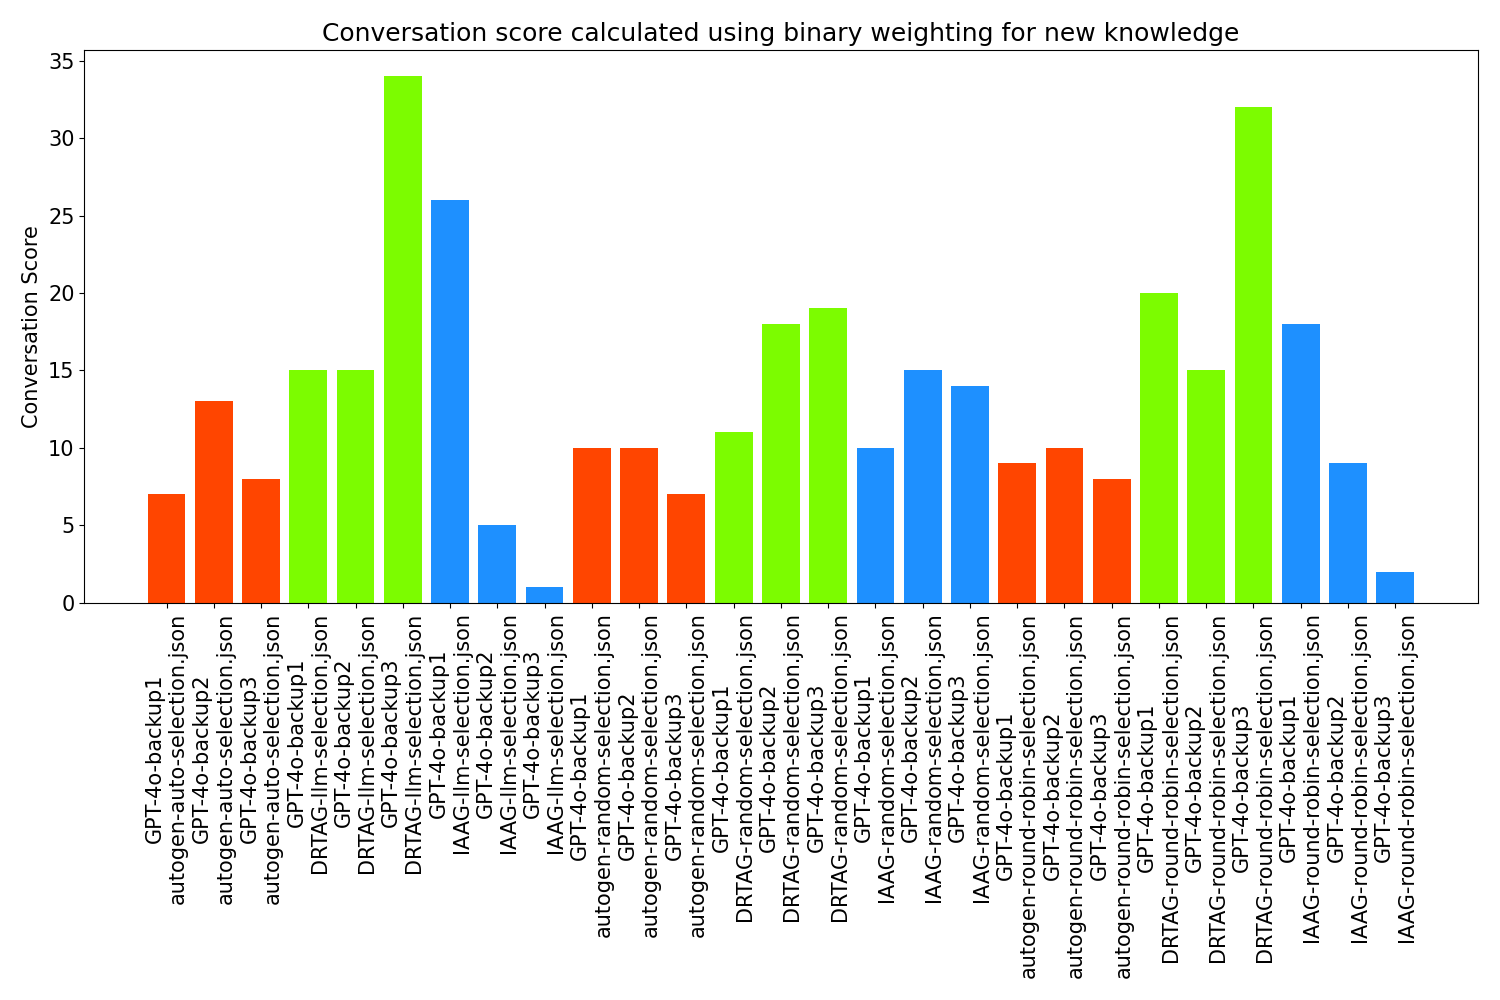 Conversation score calculated using binary weighting for new knowledge
Conversation Score
35
30
25
20
15
10
5
0
GPT-4o-backup1
autogen-auto-selection.json
GPT-4o-backup2
autogen-auto-selection.json
GPT-4o-backup3
autogen-auto-selection.json
GPT-4o-backup1
DRTAG-llm-selection.json
GPT-4o-backup2
DRTAG-llm-selection.json
GPT-4o-backup3
DRTAG-llm-selection.json
GPT-4o-backup1
IAAG-llm-selection.json
GPT-4o-backup2
IAAG-llm-selection.json
GPT-4o-backup3
IAAG-llm-selection.json
GPT-4o-backup1
autogen-random-selection.json
GPT-4o-backup2
autogen-random-selection.json
GPT-4o-backup3
autogen-random-selection.json
GPT-4o-backup1
DRTAG-random-selection.json
GPT-4o-backup2
DRTAG-random-selection.json
GPT-4o-backup3
DRTAG-random-selection.json
GPT-4o-backup1
IAAG-random-selection.json
GPT-4o-backup2
IAAG-random-selection.json
GPT-4o-backup3
IAAG-random-selection.json
GPT-4o-backup1
autogen-round-robin-selection.json
GPT-4o-backup2
autogen-round-robin-selection.json
GPT-4o-backup3
autogen-round-robin-selection.json
GPT-4o-backup1
DRTAG-round-robin-selection.json
GPT-4o-backup2
DRTAG-round-robin-selection.json
GPT-4o-backup3
DRTAG-round-robin-selection.json
GPT-4o-backup1
IAAG-round-robin-selection.json
GPT-4o-backup2
IAAG-round-robin-selection.json
GPT-4o-backup3
IAAG-round-robin-selection.json